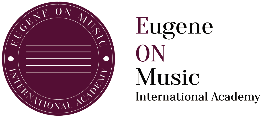 EUGENE ON MUSIC
INTERNATIONAL ACADEMY
Eugene
ON
Music
International Academy